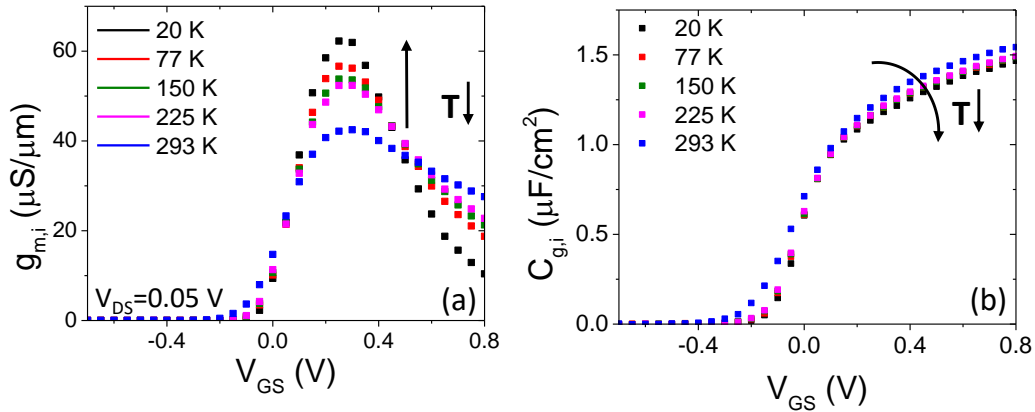 20 K
77 K
150 K
225 K
293 K
T
V_DS=0.05 V
(a)
60
40
20
0
-0.4
0.0
0.4
0.8
V_GS (V)
g_m,i (μS/μm)
20 K
77 K
150 K
225 K
293 K
T
(b)
1.5
1.0
0.5
0.0
-0.4
0.0
0.4
0.8
V_GS (V)
C_g,i (μF/cm²)